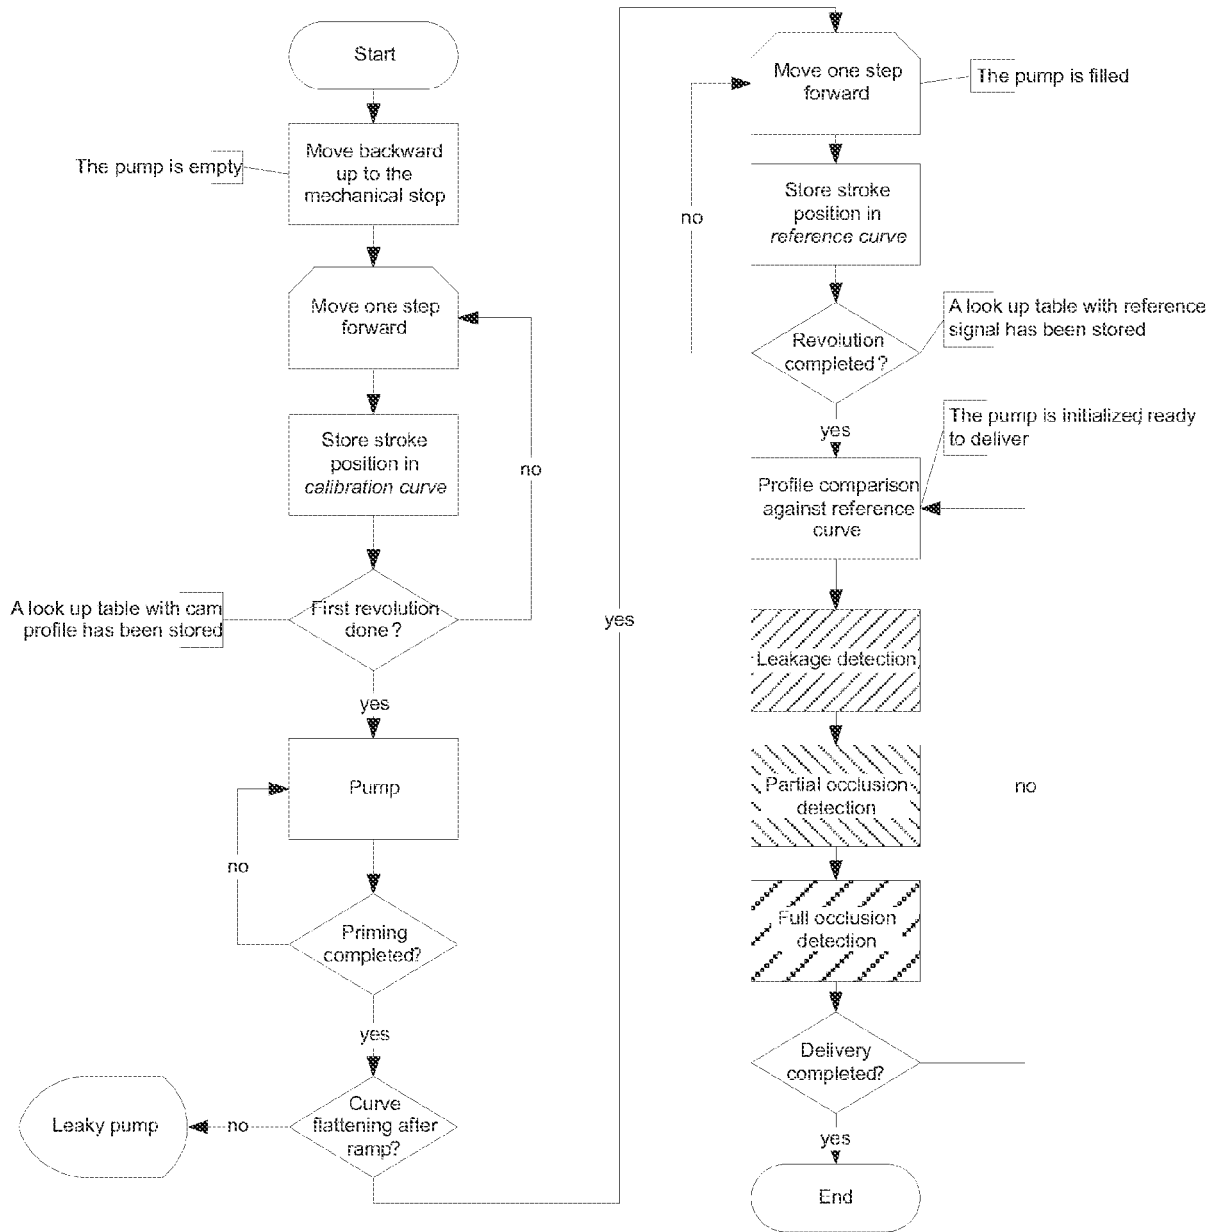 Start
The pump is empty
Move backward
up to the
mechanical stop
Move one step
forward
Store stroke
position in
calibration curve
no
A look up table with cam
profile has been stored
First revolution
done?
yes
Pump
no
Priming
completed?
yes
Curve
flattening after
ramp?
no
Leaky pump
yes
Move one step
forward
The pump is filled
Store stroke
position in
reference curve
no
Revolution
completed?
A look up table with reference
signal has been stored
yes
The pump is initialized ready
to deliver
Profile comparison
against reference
curve
Leakage detection
Partial occlusion
detection
no
Full occlusion
detection
Delivery
completed?
yes
End